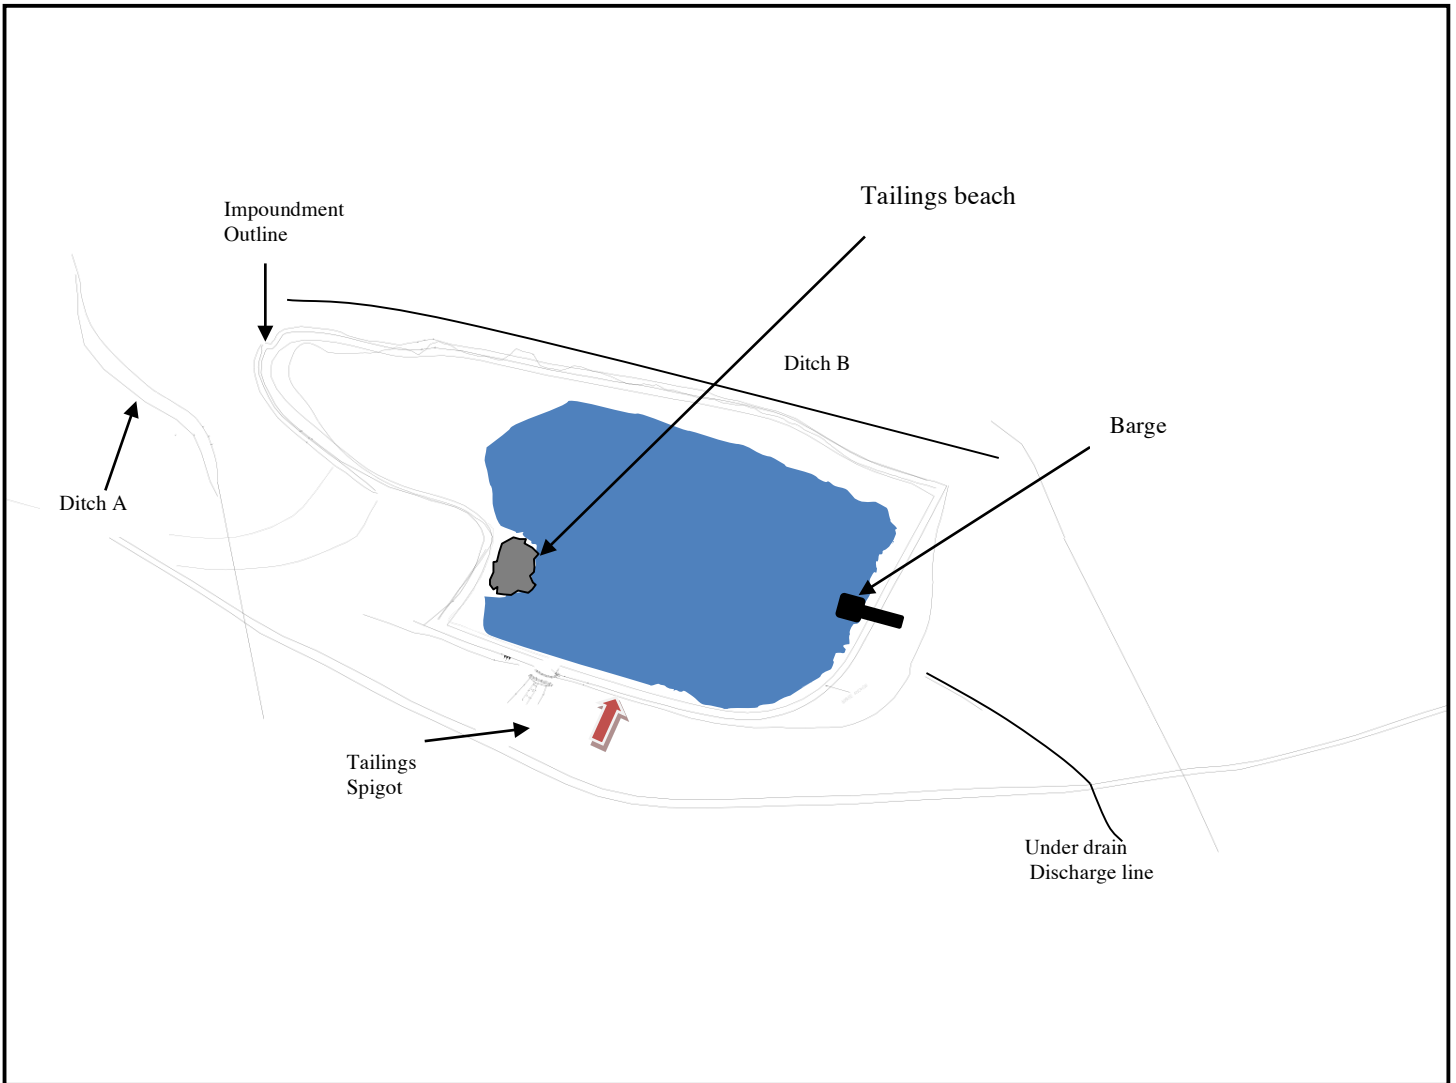 Tailings beach
Impoundment
Outline
Ditch B
Barge
Ditch A
Tailings
Spigot
Under drain
Discharge line